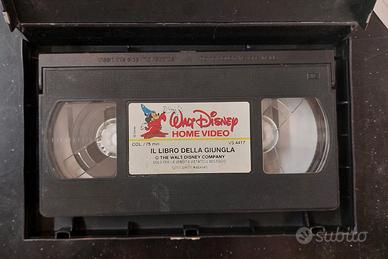 WALT DISNEY
HOME VIDEO
COL. / 75 min. VS 4417
IL LIBRO DELLA GIUNGLA
© THE WALT DISNEY COMPANY
Subito